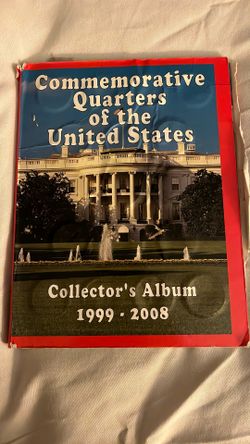 Commemorative
Quarters
of the
United States
Collector's Album
1999 - 2008